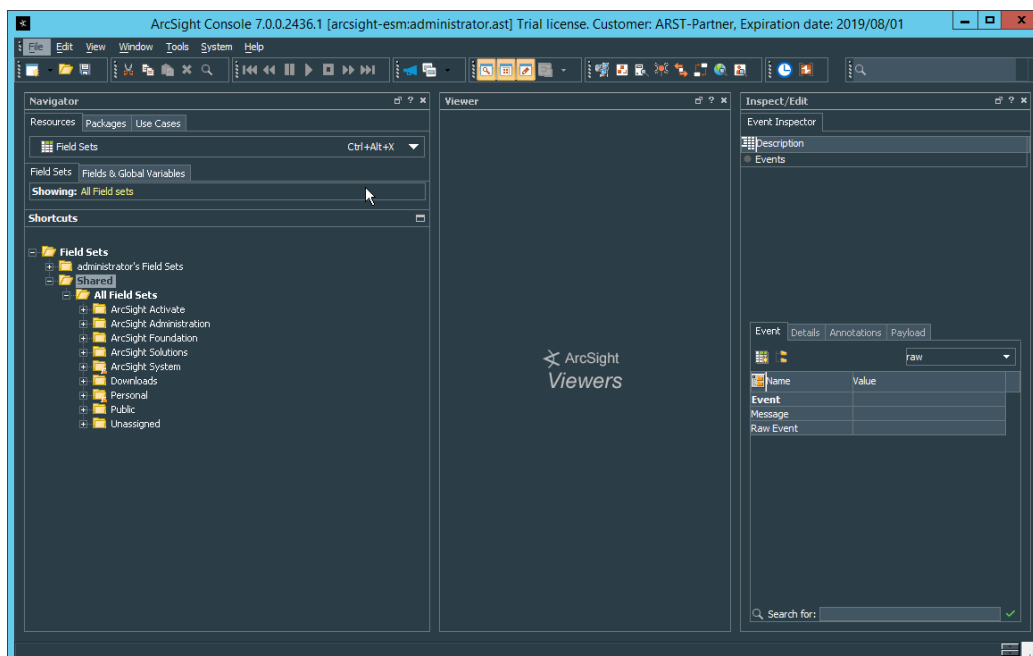 ArcSight Console 7.0.0.2436.1 [arcsight-esm:administrator.ast] Trial license. Customer: ARST-Partner, Expiration date: 2019/08/01
File Edit View Window Tools System Help
Navigator
Resources Packages Use Cases
Field Sets Ctrl+Alt+X
Field Sets Fields & Global Variables
Showing: All Field sets
Shortcuts
Field Sets
administrator's Field Sets
Shared
All Field Sets
ArcSight Activate
ArcSight Administration
ArcSight Foundation
ArcSight Solutions
ArcSight System
Downloads
Personal
Public
Unassigned
Viewer
ArcSight
Viewers
Inspect/Edit
Event Inspector
Description
Events
Event Details Annotations Payload
raw
Name Value
Event
Message
Raw Event
Search for: